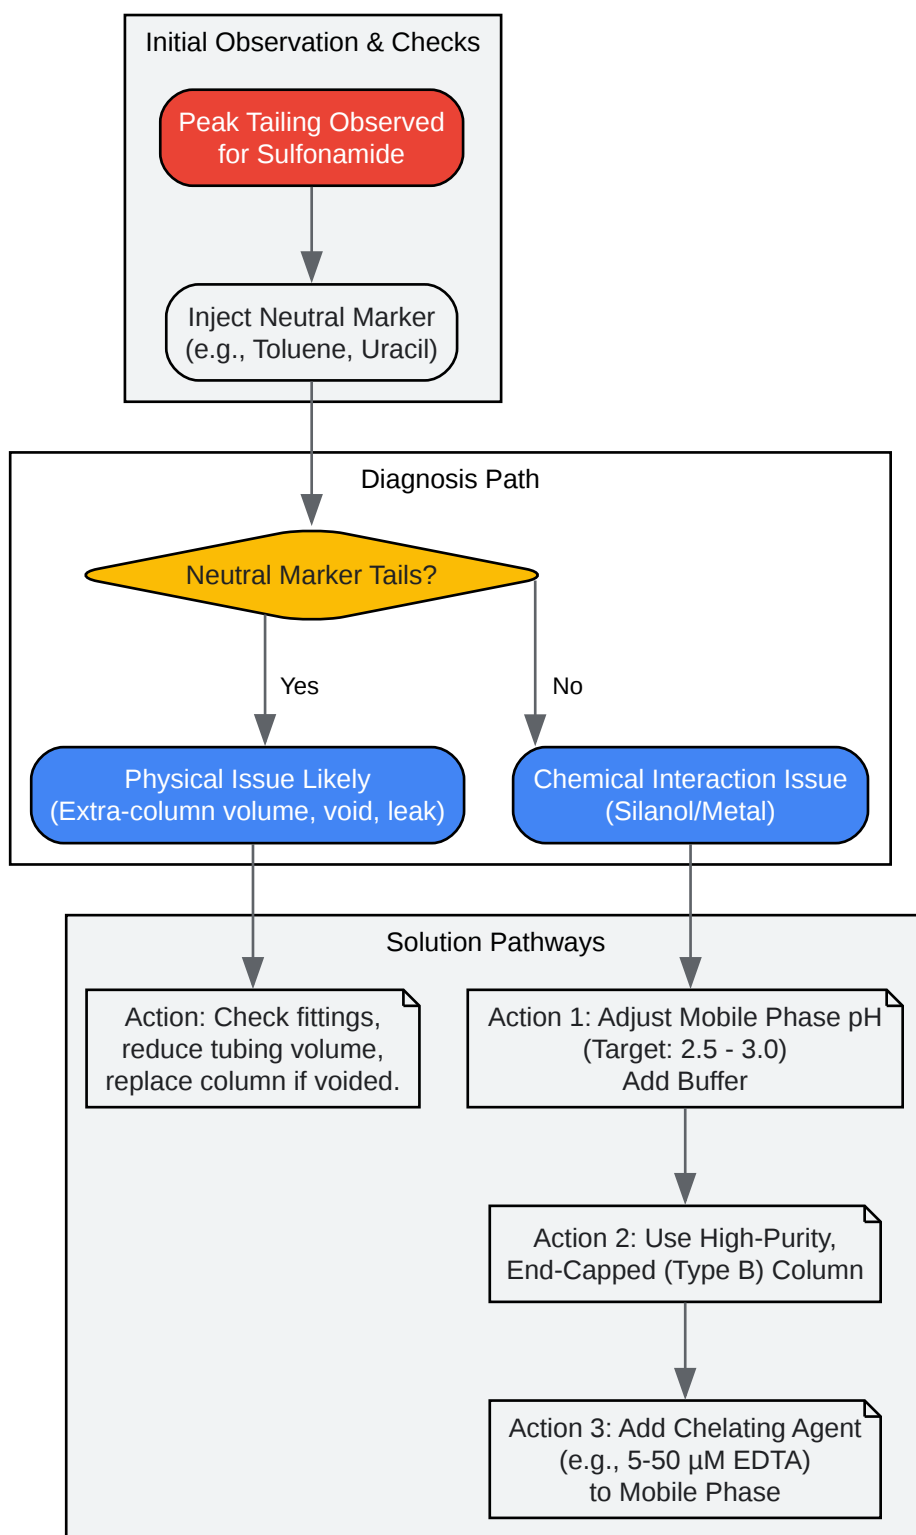 Initial Observation & Checks
Peak Tailing Observed
for Sulfonamide
Inject Neutral Marker
(e.g., Toluene, Uracil)
Diagnosis Path
Neutral Marker Tails?
Yes
No
Physical Issue Likely
(Extra-column volume, void, leak)
Chemical Interaction Issue
(Silanol/Metal)
Solution Pathways
Action: Check fittings,
reduce tubing volume,
replace column if voided.
Action 1: Adjust Mobile Phase pH
(Target: 2.5 - 3.0)
Add Buffer
Action 2: Use High-Purity,
End-Capped (Type B) Column
Action 3: Add Chelating Agent
(e.g., 5-50 µM EDTA)
to Mobile Phase